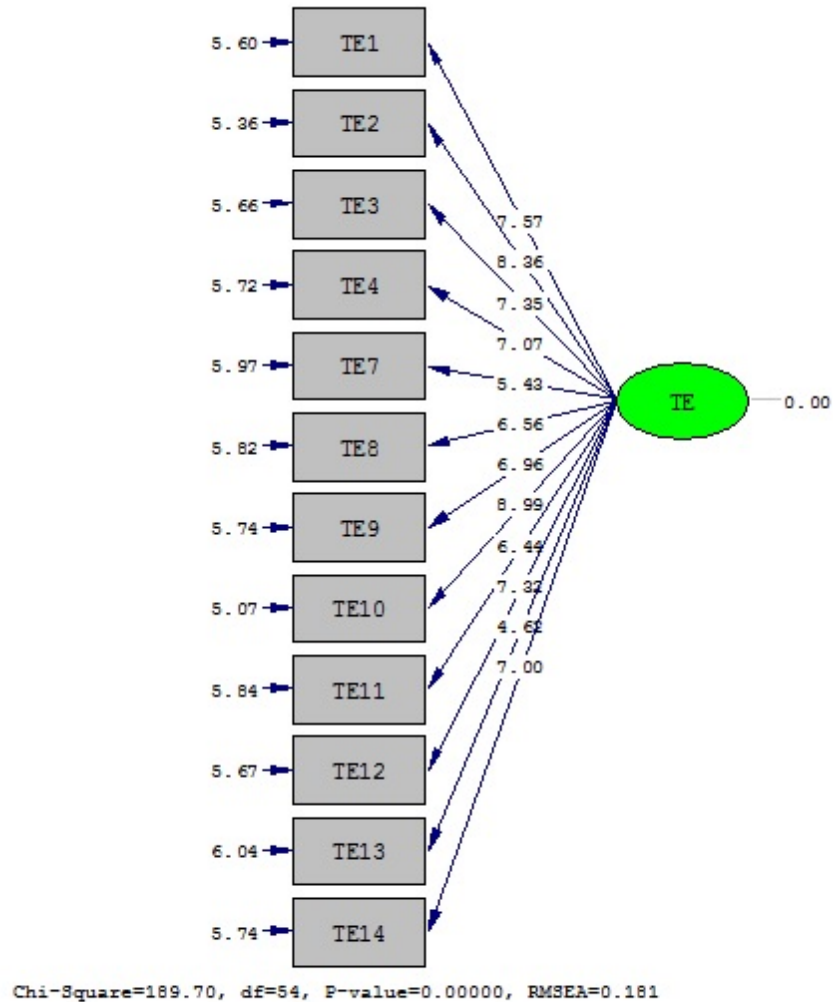 5.60 TE1
5.36 TE2
5.66 TE3
5.72 TE4
5.97 TE7
5.82 TE8
5.74 TE9
5.07 TE10
5.84 TE11
5.67 TE12
6.04 TE13
5.74 TE14
7.57
8.36
7.35
7.07
5.43
6.56
6.96
8.99
6.44
7.32
4.62
7.00
TE 0.00
Chi-Square=189.70, df=54, P-value=0.00000, RMSEA=0.181